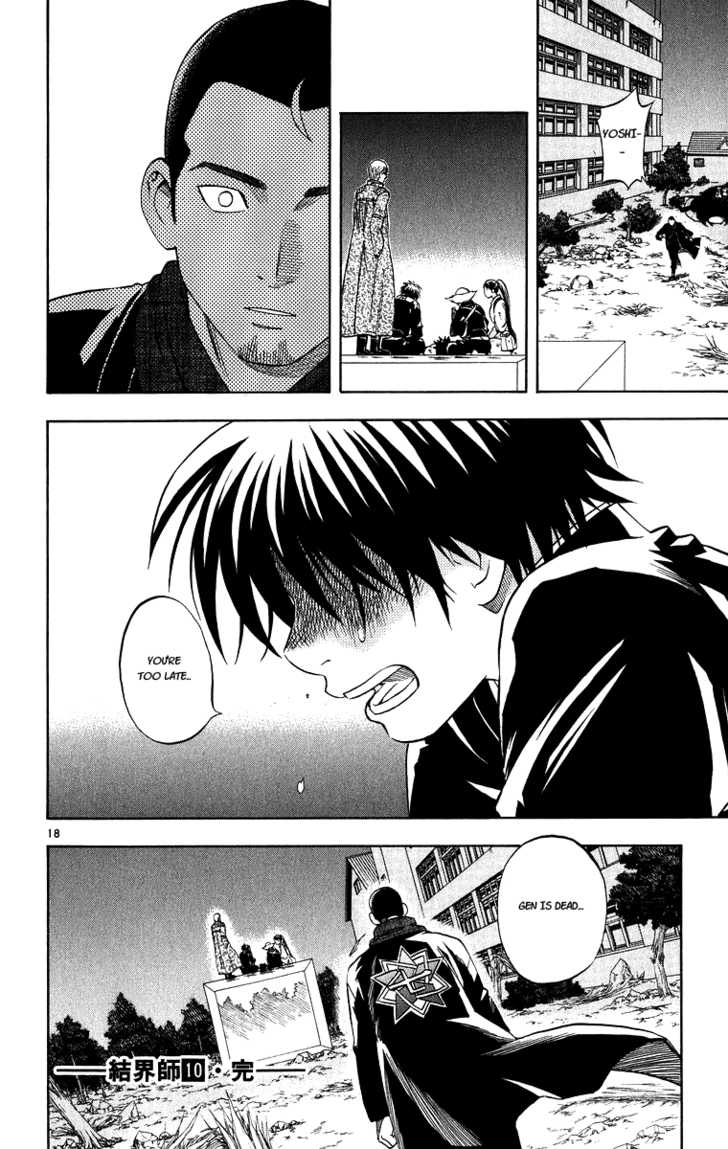 YOSHI-
-
YOU'RE
TOO LATE...
18
GEN IS DEAD...
結界師10・完